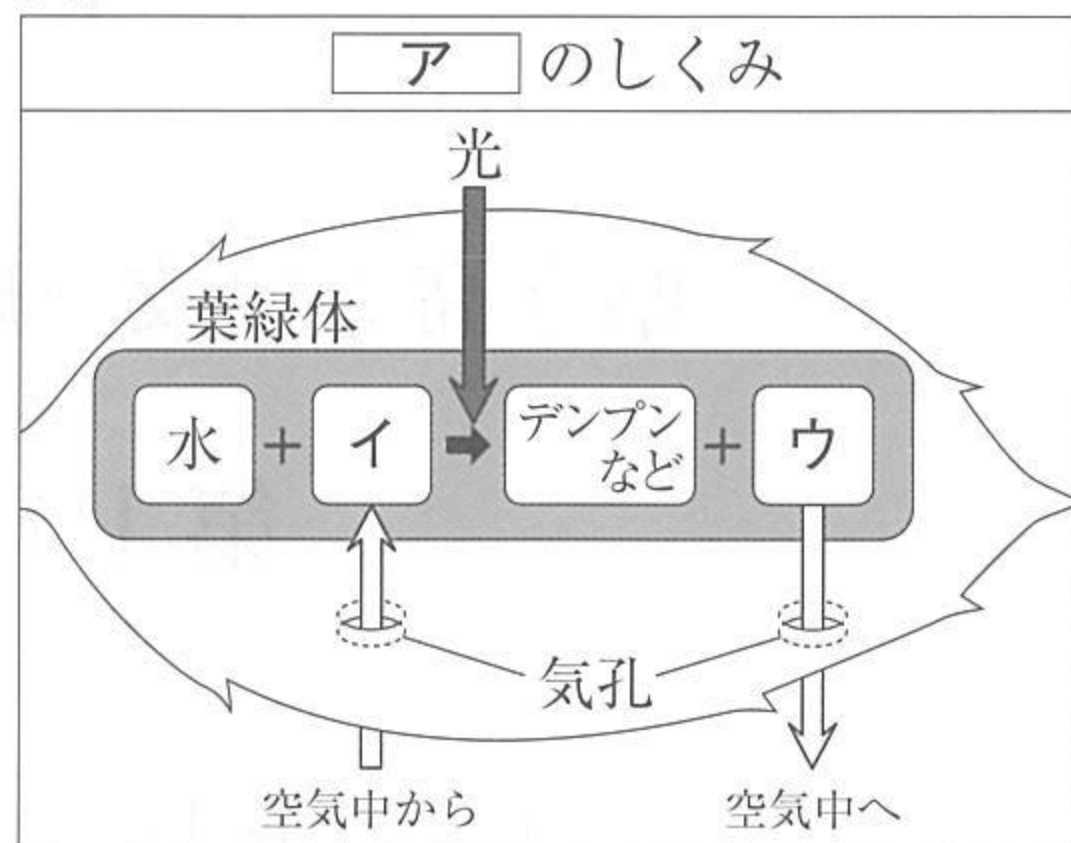 ア のしくみ
光
葉緑体
水 + イ → デンプン
など + ウ
気孔
空気中から
空気中へ